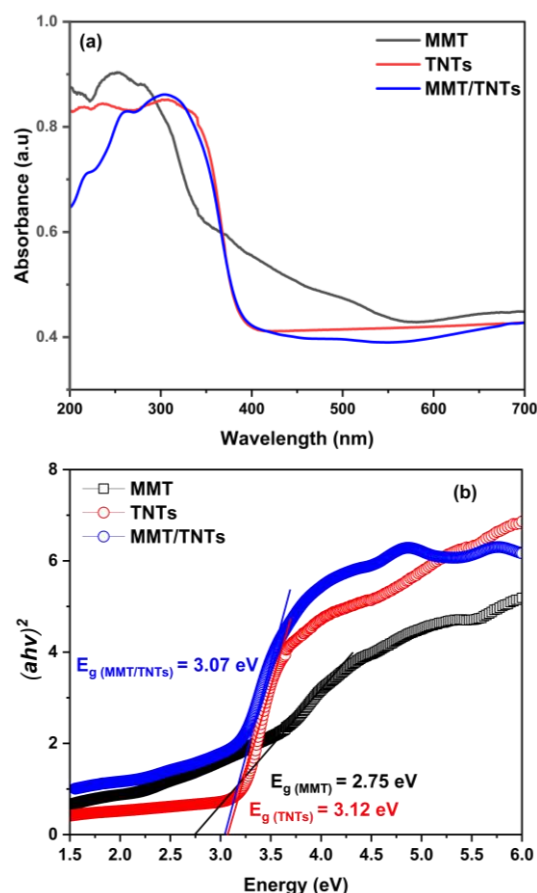 (a)
MMT
TNTs
MMT/TNTs
1.0
0.8
0.6
0.4
Absorbance (a.u)
200 300 400 500 600 700
Wavelength (nm)
(b)
MMT
TNTs
MMT/TNTs
8
6
4
2
0
(ahv)²
E g (MMT/TNTs) = 3.07 eV
E g (MMT) = 2.75 eV
E g (TNTs) = 3.12 eV
1.5 2.0 2.5 3.0 3.5 4.0 4.5 5.0 5.5 6.0
Energy (eV)